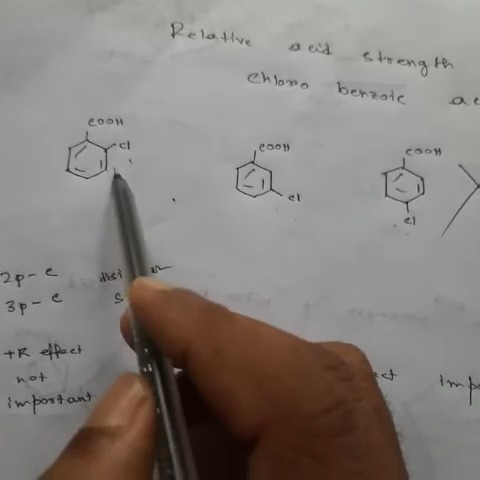 Relative acid strength
chloro benzoic
COOH
Cl
COOH
Cl
COOH
Cl
2p-e
3p-e
+R effect
not
important